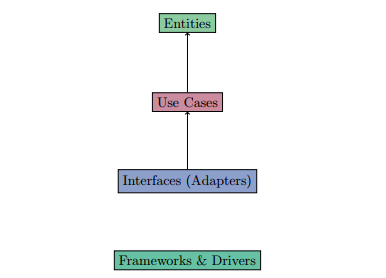 Entities
Use Cases
Interfaces (Adapters)
Frameworks & Drivers